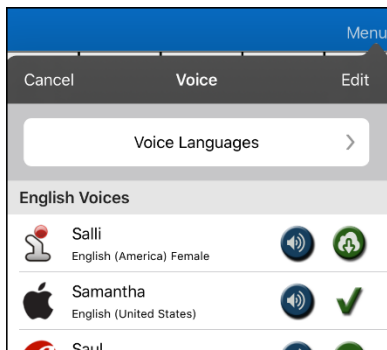 Menu
Cancel Voice Edit
Voice Languages
English Voices
Salli
English (America) Female
Samantha
English (United States)
Saul